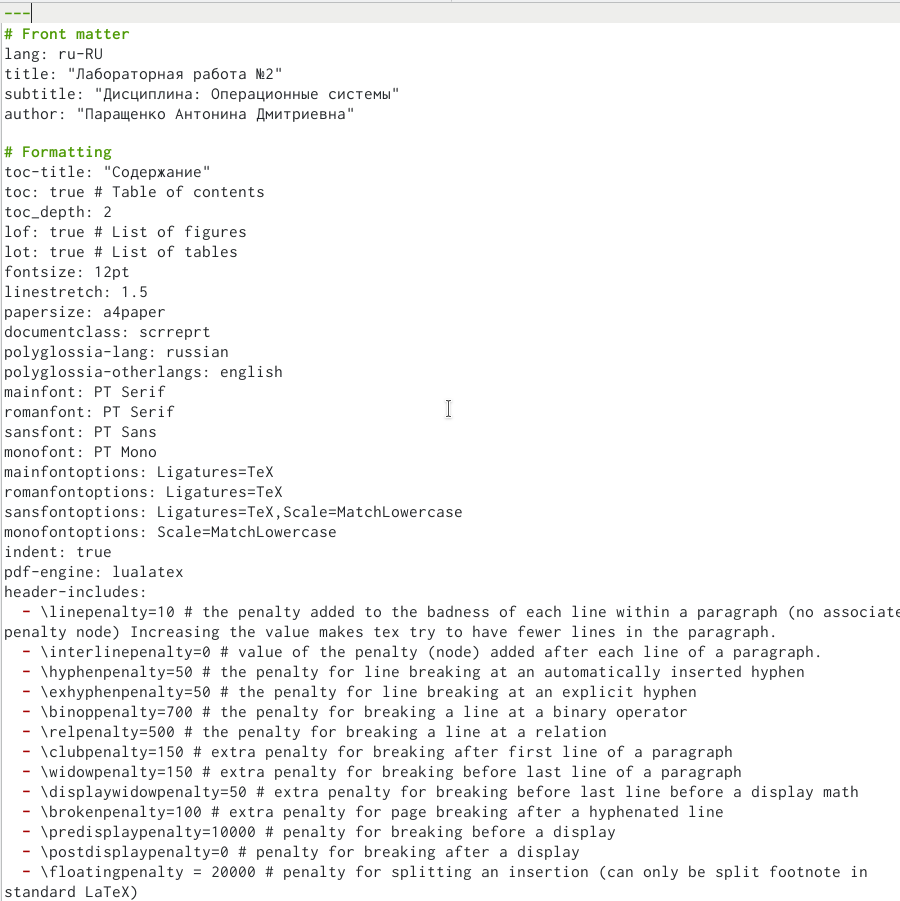 ---
# Front matter
lang: ru-RU
title: "Лабораторная работа №2"
subtitle: "Дисциплина: Операционные системы"
author: "Паращенко Антонина Дмитриевна"
# Formatting
toc-title: "Содержание"
toc: true # Table of contents
toc_depth: 2
lof: true # List of figures
lot: true # List of tables
fontsize: 12pt
linestretch: 1.5
papersize: a4paper
documentclass: scrreprt
polyglossia-lang: russian
polyglossia-otherlangs: english
mainfont: PT Serif
romanfont: PT Serif
sansfont: PT Sans
monofont: PT Mono
mainfontoptions: Ligatures=TeX
romanfontoptions: Ligatures=TeX
sansfontoptions: Ligatures=TeX,Scale=MatchLowercase
monofontoptions: Scale=MatchLowercase
indent: true
pdf-engine: lualatex
header-includes:
  - \linepenalty=10 # the penalty added to the badness of each line within a paragraph (no associate
penalty node) Increasing the value makes tex try to have fewer lines in the paragraph.
  - \interlinepenalty=0 # value of the penalty (node) added after each line of a paragraph.
  - \hyphenpenalty=50 # the penalty for line breaking at an automatically inserted hyphen
  - \exhyphenpenalty=50 # the penalty for line breaking at an explicit hyphen
  - \binoppenalty=700 # the penalty for breaking a line at a binary operator
  - \relpenalty=500 # the penalty for breaking a line at a relation
  - \clubpenalty=150 # extra penalty for breaking after first line of a paragraph
  - \widowpenalty=150 # extra penalty for breaking before last line of a paragraph
  - \displaywidowpenalty=50 # extra penalty for breaking before last line before a display math
  - \brokenpenalty=100 # extra penalty for page breaking after a hyphenated line
  - \predisplaypenalty=10000 # penalty for breaking before a display
  - \postdisplaypenalty=0 # penalty for breaking after a display
  - \floatingpenalty = 20000 # penalty for splitting an insertion (can only be split footnote in
standard LaTeX)